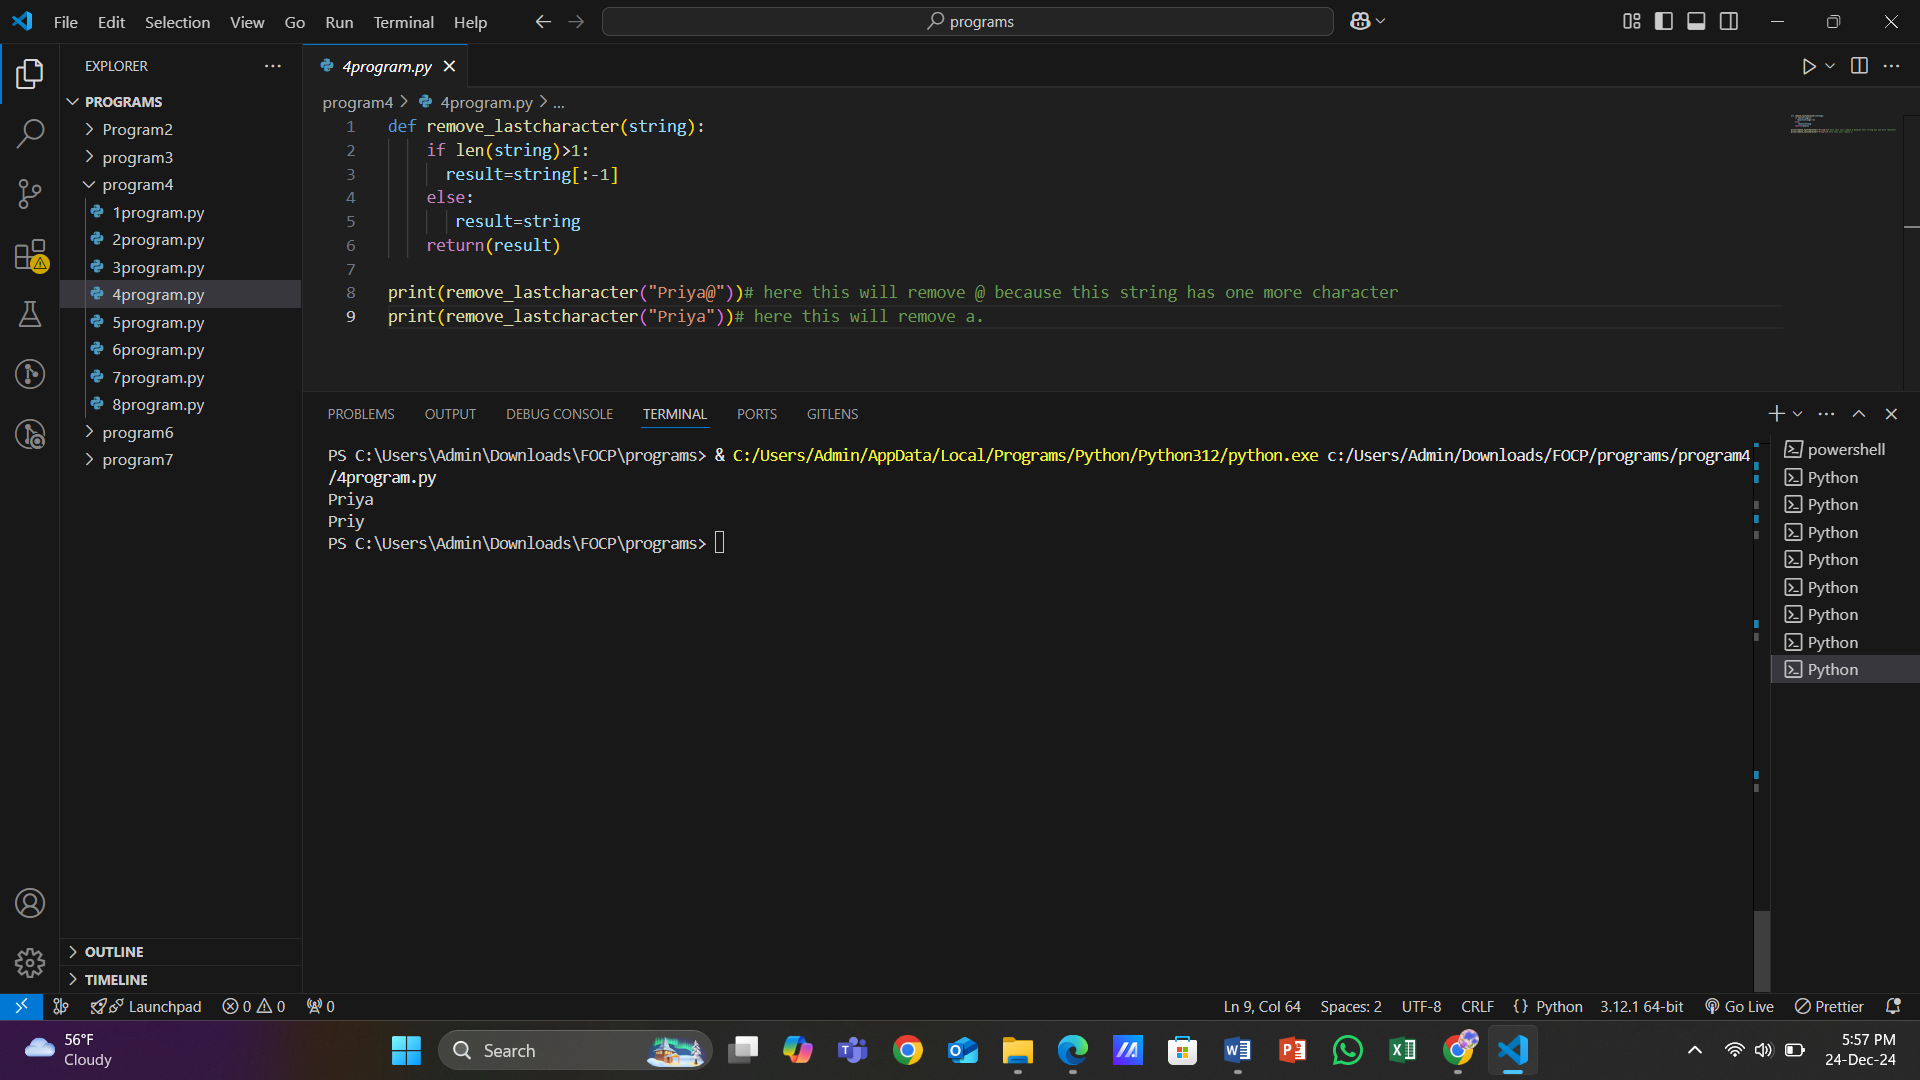 File Edit Selection View Go Run Terminal Help
programs
EXPLORER
PROGRAMS
Program2
program3
program4
1program.py
2program.py
3program.py
4program.py
5program.py
6program.py
7program.py
8program.py
program6
program7
OUTLINE
TIMELINE
4program.py
program4 > 4program.py > ...
1 def remove_lastcharacter(string):
2 if len(string)>1:
3 result=string[:-1]
4 else:
5 result=string
6 return(result)
7
8 print(remove_lastcharacter("Priya@"))# here this will remove @ because this string has one more character
9 print(remove_lastcharacter("Priya"))# here this will remove a.
PROBLEMS OUTPUT DEBUG CONSOLE TERMINAL PORTS GITLENS
PS C:\Users\Admin\Downloads\FOCP\programs> & C:/Users/Admin/AppData/Local/Programs/Python/Python312/python.exe c:/Users/Admin/Downloads/FOCP/programs/program4
/4program.py
Priya
Priy
PS C:\Users\Admin\Downloads\FOCP\programs>
powershell
Python
Python
Python
Python
Python
Python
Python
Python
Launchpad 0 0 0
Ln 9, Col 64 Spaces: 2 UTF-8 CRLF {} Python 3.12.1 64-bit Go Live Prettier
56°F
Cloudy
Search
5:57 PM
24-Dec-24